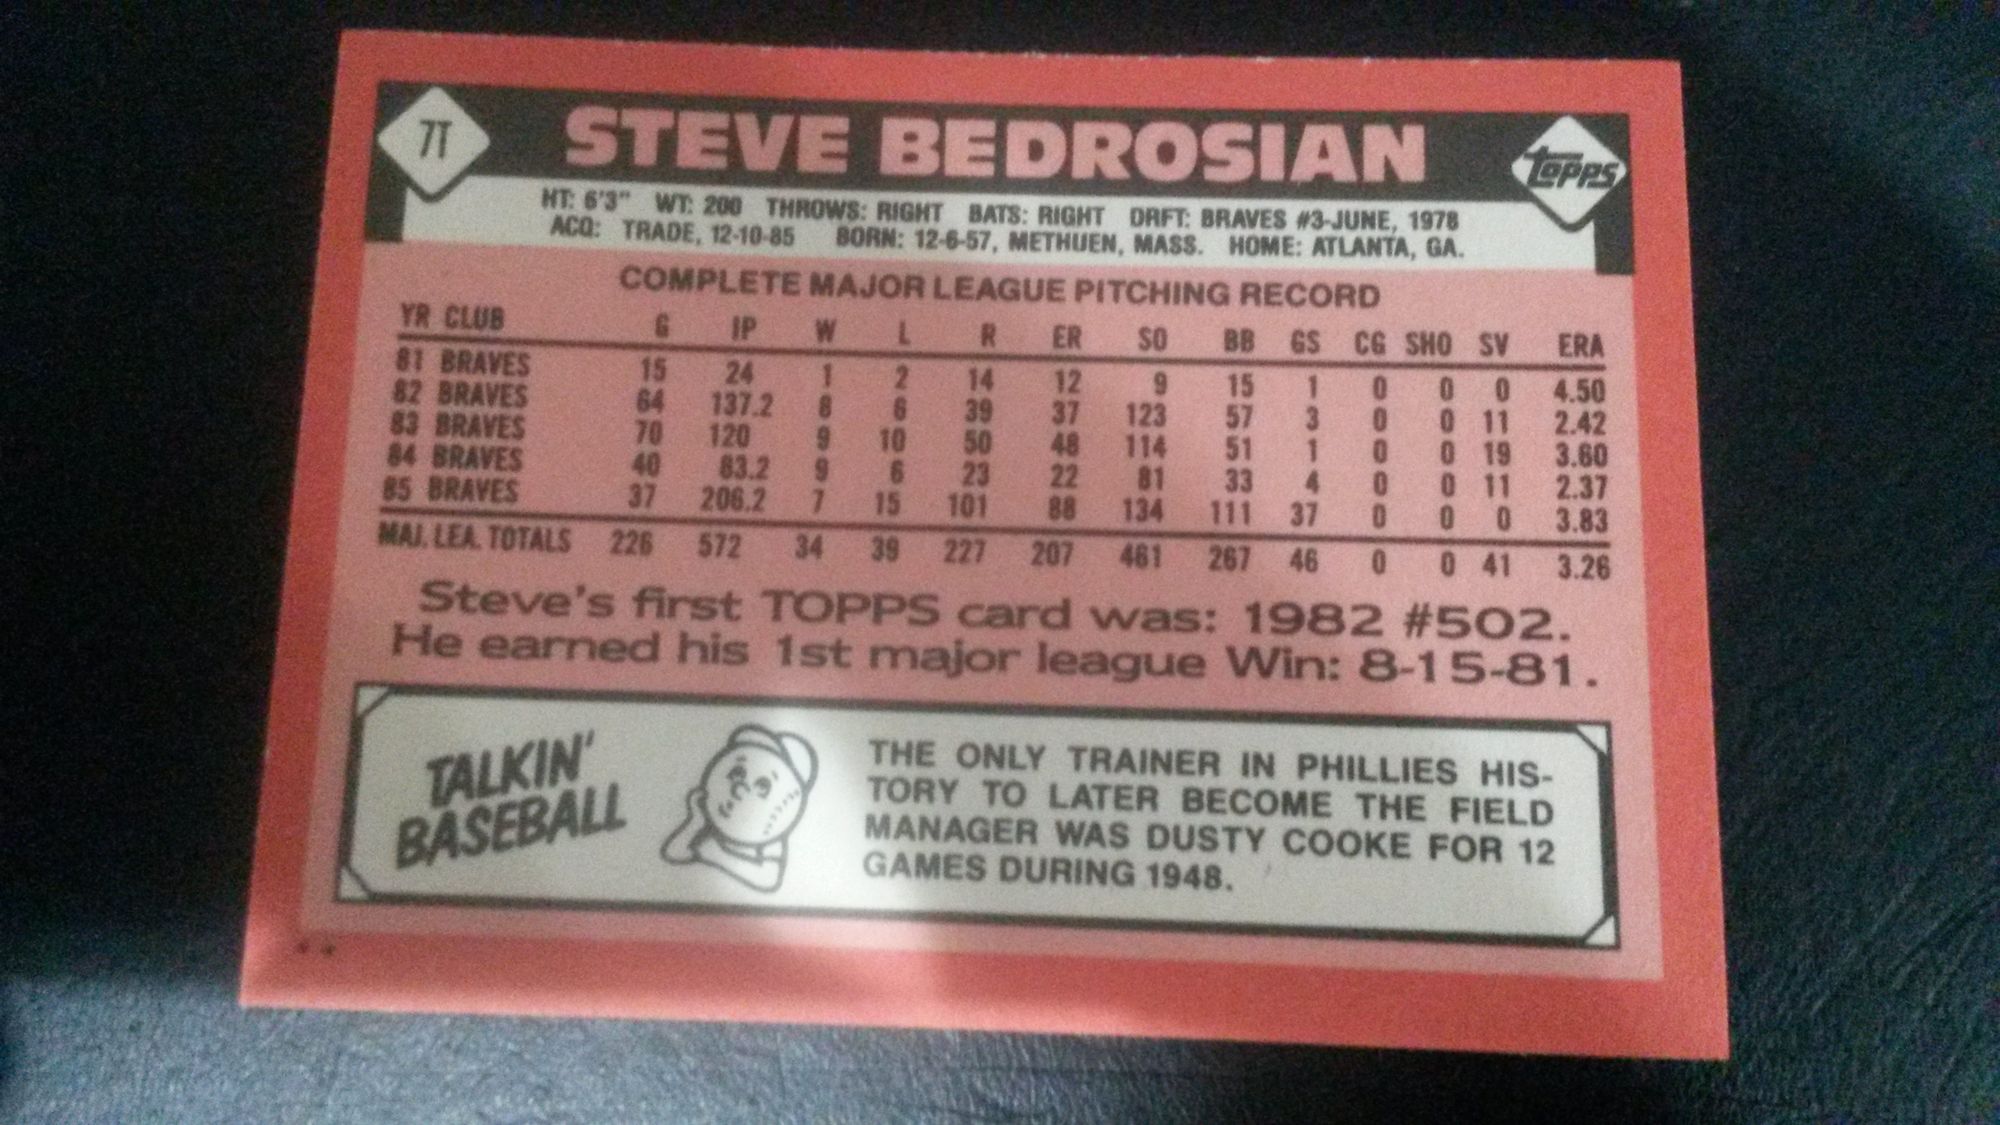 7T STEVE BEDROSIAN Topps
HT: 6'3" WT: 200 THROWS: RIGHT BATS: RIGHT DRFT: BRAVES #3-JUNE, 1978
ACQ: TRADE, 12-10-85 BORN: 12-6-57, METHUEN, MASS. HOME: ATLANTA, GA.
COMPLETE MAJOR LEAGUE PITCHING RECORD
YR CLUB G IP W L R ER SO BB GS CG SHO SV ERA
81 BRAVES 15 24 1 2 14 12 9 15 1 0 0 0 4.50
82 BRAVES 64 137.2 8 6 39 37 123 57 3 0 0 11 2.42
83 BRAVES 70 120 9 10 50 48 114 51 1 0 0 19 3.60
84 BRAVES 40 83.2 9 6 23 22 81 33 4 0 0 11 2.37
85 BRAVES 37 206.2 7 15 101 88 134 111 37 0 0 0 3.83
MAJ. LEA. TOTALS 226 572 34 39 227 207 461 267 46 0 0 41 3.26
Steve's first TOPPS card was: 1982 #502.
He earned his 1st major league Win: 8-15-81.
TALKIN'
BASEBALL
THE ONLY TRAINER IN PHILLIES HIS-
TORY TO LATER BECOME THE FIELD
MANAGER WAS DUSTY COOKE FOR 12
GAMES DURING 1948.
**